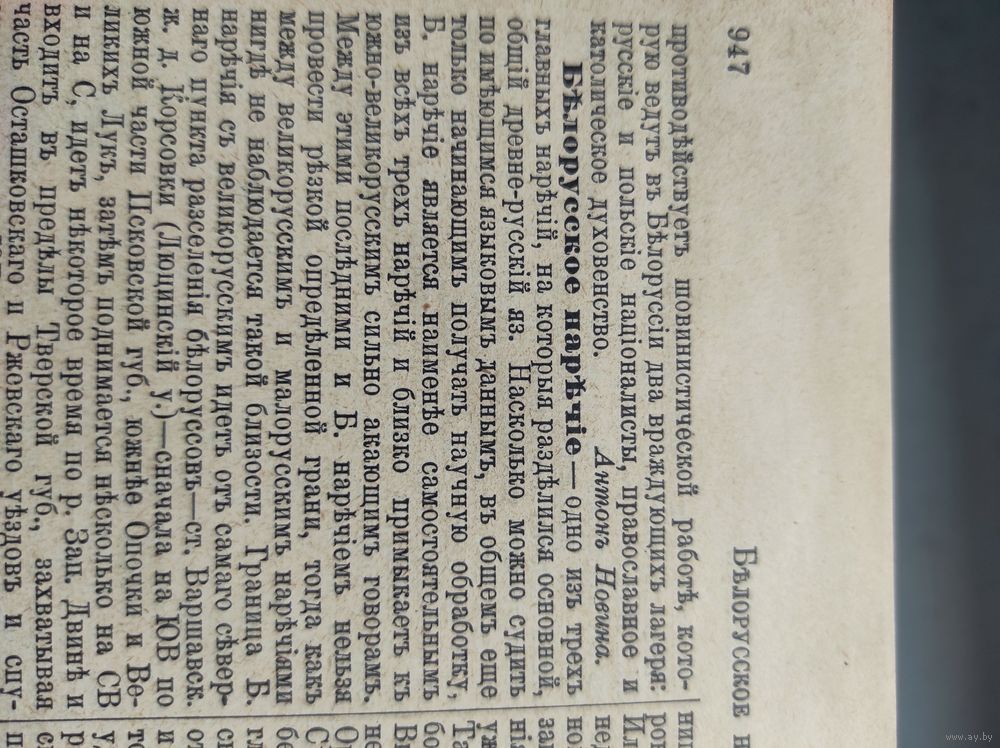 947
Бѣлорусское н
противодѣйствуетъ шовинистической работѣ, кото-
рую ведутъ въ Бѣлоруссіи два враждующихъ лагеря:
русскіе и польскіе націоналисты, православное и
католическое духовенство. Антонъ Новина.
Бѣлорусское нарѣчіе—одно изъ трехъ
главныхъ нарѣчій, на которыя раздѣлился основной,
общій древне-русскій яз. Насколько можно судить
по имѣющимся языковымъ даннымъ, въ общемъ еще
только начинающимъ получать научную обработку,
Б. нарѣчіе является наименѣе самостоятельнымъ
изъ всѣхъ трехъ нарѣчій и близко примыкаетъ къ
южно-великорусскимъ сильно акающимъ говорамъ.
Между этими послѣдними и Б. нарѣчіемъ нельзя
провести рѣзкой опредѣленной грани, тогда какъ
между великорусскимъ и малорусскимъ нарѣчіями
нигдѣ не наблюдается такой близости. Граница Б.
нарѣчія съ великорусскимъ идетъ отъ самаго сѣвер-
наго пункта разселенія бѣлоруссовъ—ст. Варшавск.
ж. д. Корсовки (Люцинскій у.)—сначала на ЮВ по
южной части Псковской губ., южнѣе Опочки и Ве-
ликихъ Лукъ, затѣмъ поднимается нѣсколько на СВ
и на С, идетъ нѣкоторое время по р. Зап. Двинѣ и
входитъ въ предѣлы Тверской губ., захватывая
часть Осташковскаго и Ржевскаго уѣздовъ и спу-
www.ay.by